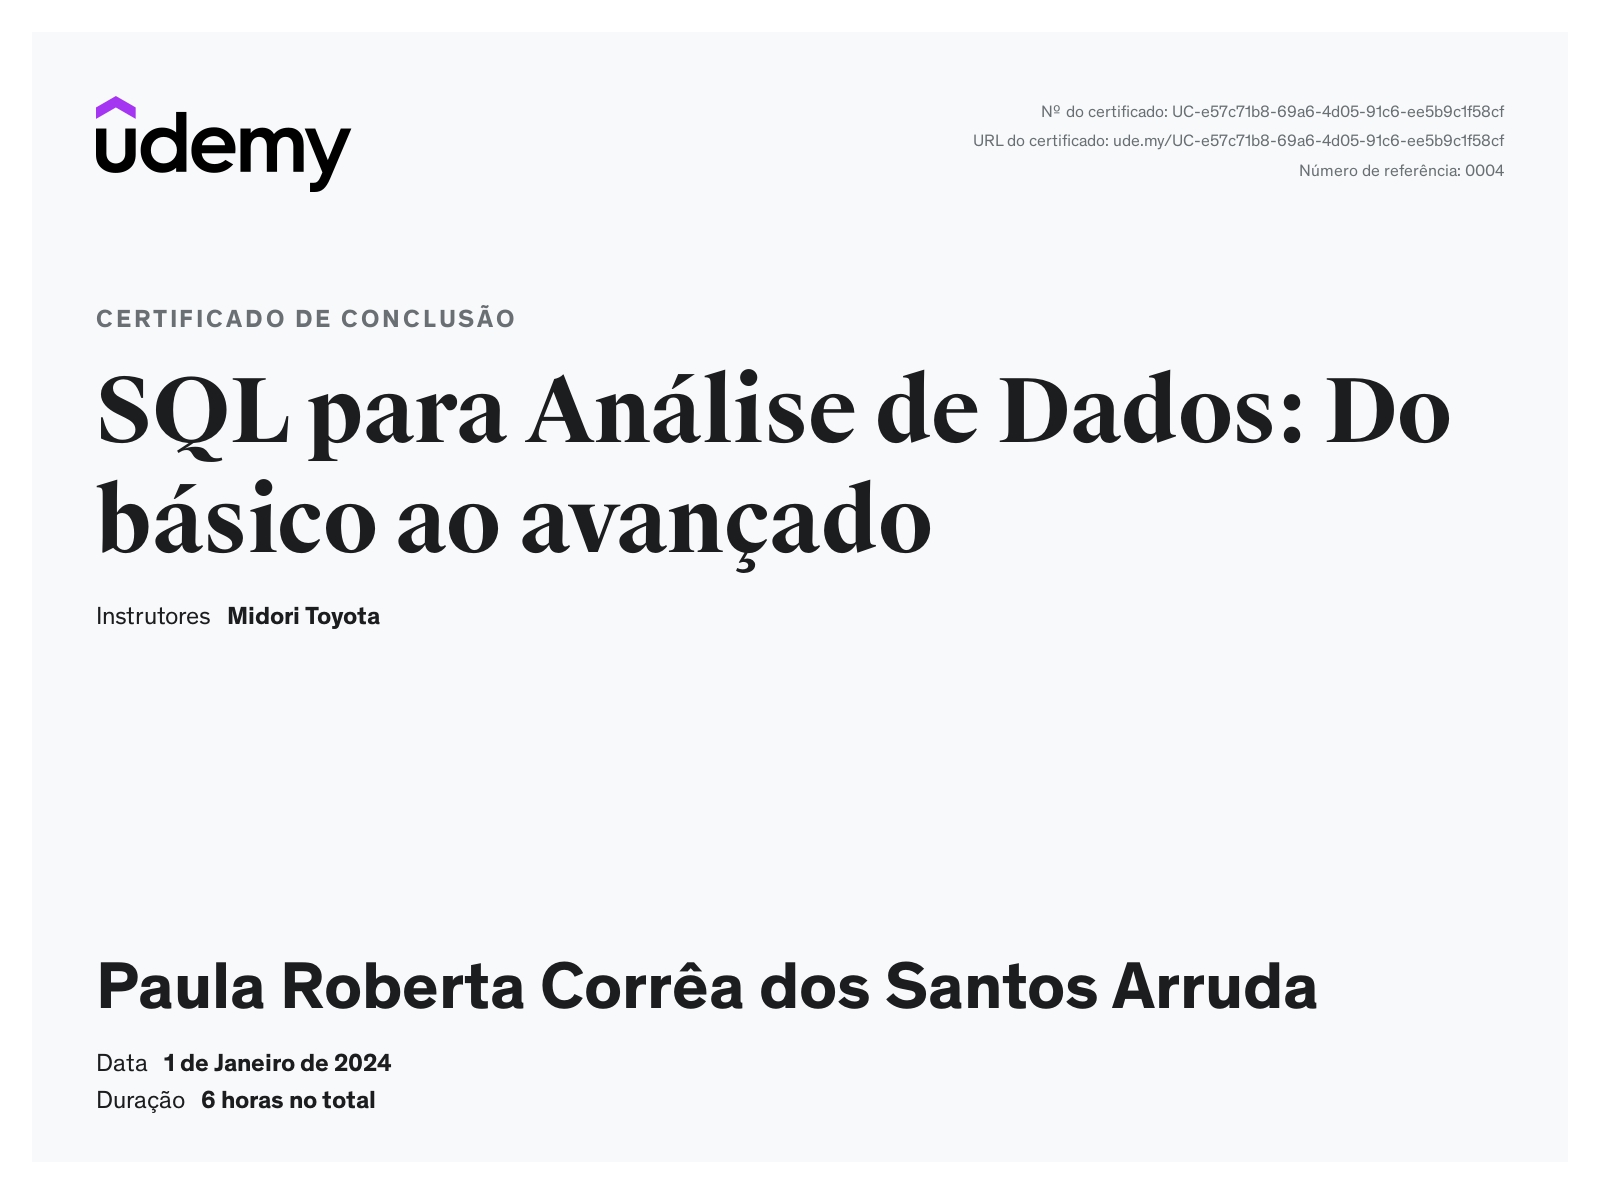 udemy
Nº do certificado: UC-e57c71b8-69a6-4d05-91c6-ee5b9c1f58cf
URL do certificado: ude.my/UC-e57c71b8-69a6-4d05-91c6-ee5b9c1f58cf
Número de referência: 0004
CERTIFICADO DE CONCLUSÃO
SQL para Análise de Dados: Do
básico ao avançado
Instrutores Midori Toyota
Paula Roberta Corrêa dos Santos Arruda
Data 1 de Janeiro de 2024
Duração 6 horas no total